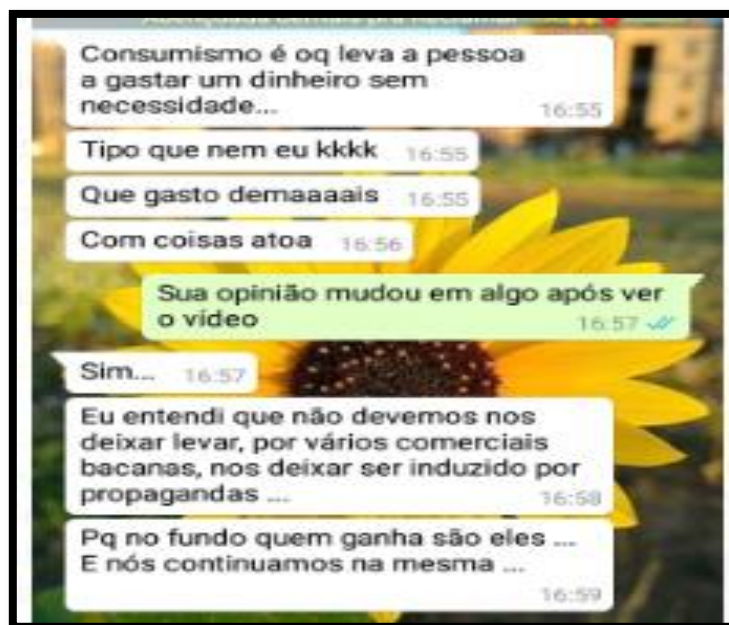 Consumismo é oq leva a pessoa
a gastar um dinheiro sem
necessidade... 16:55
Tipo que nem eu kkkk 16:55
Que gasto demaaaais 16:55
Com coisas atoa 16:56
Sua opinião mudou em algo após ver
o vídeo 16:57
Sim... 16:57
Eu entendi que não devemos nos
deixar levar, por vários comerciais
bacanas, nos deixar ser induzido por
propagandas ... 16:58
Pq no fundo quem ganha são eles ...
E nós continuamos na mesma ...
16:59